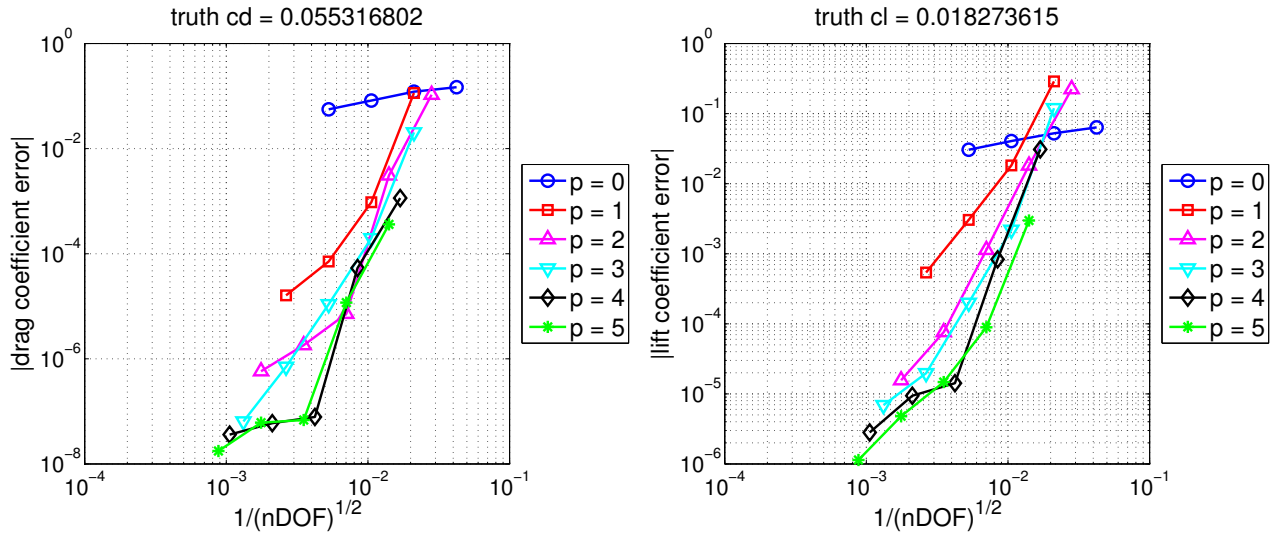 truth cd = 0.055316802
10^0
10^-2
10^-4
10^-6
10^-8
|drag coefficient error|
10^-4
10^-3
10^-2
10^-1
1/(nDOF)^1/2
p = 0
p = 1
p = 2
p = 3
p = 4
p = 5
truth cl = 0.018273615
10^0
10^-1
10^-2
10^-3
10^-4
10^-5
10^-6
|lift coefficient error|
10^-4
10^-3
10^-2
10^-1
1/(nDOF)^1/2
p = 0
p = 1
p = 2
p = 3
p = 4
p = 5